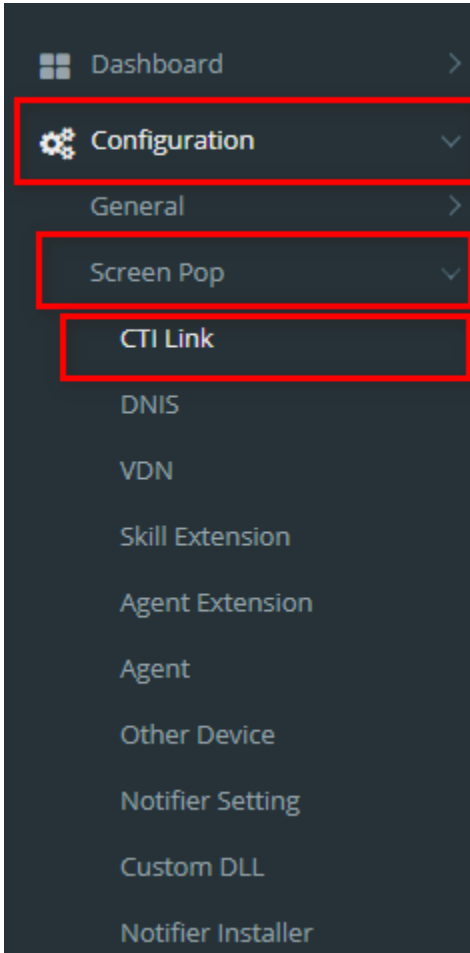 Dashboard
Configuration
General
Screen Pop
CTI Link
DNIS
VDN
Skill Extension
Agent Extension
Agent
Other Device
Notifier Setting
Custom DLL
Notifier Installer